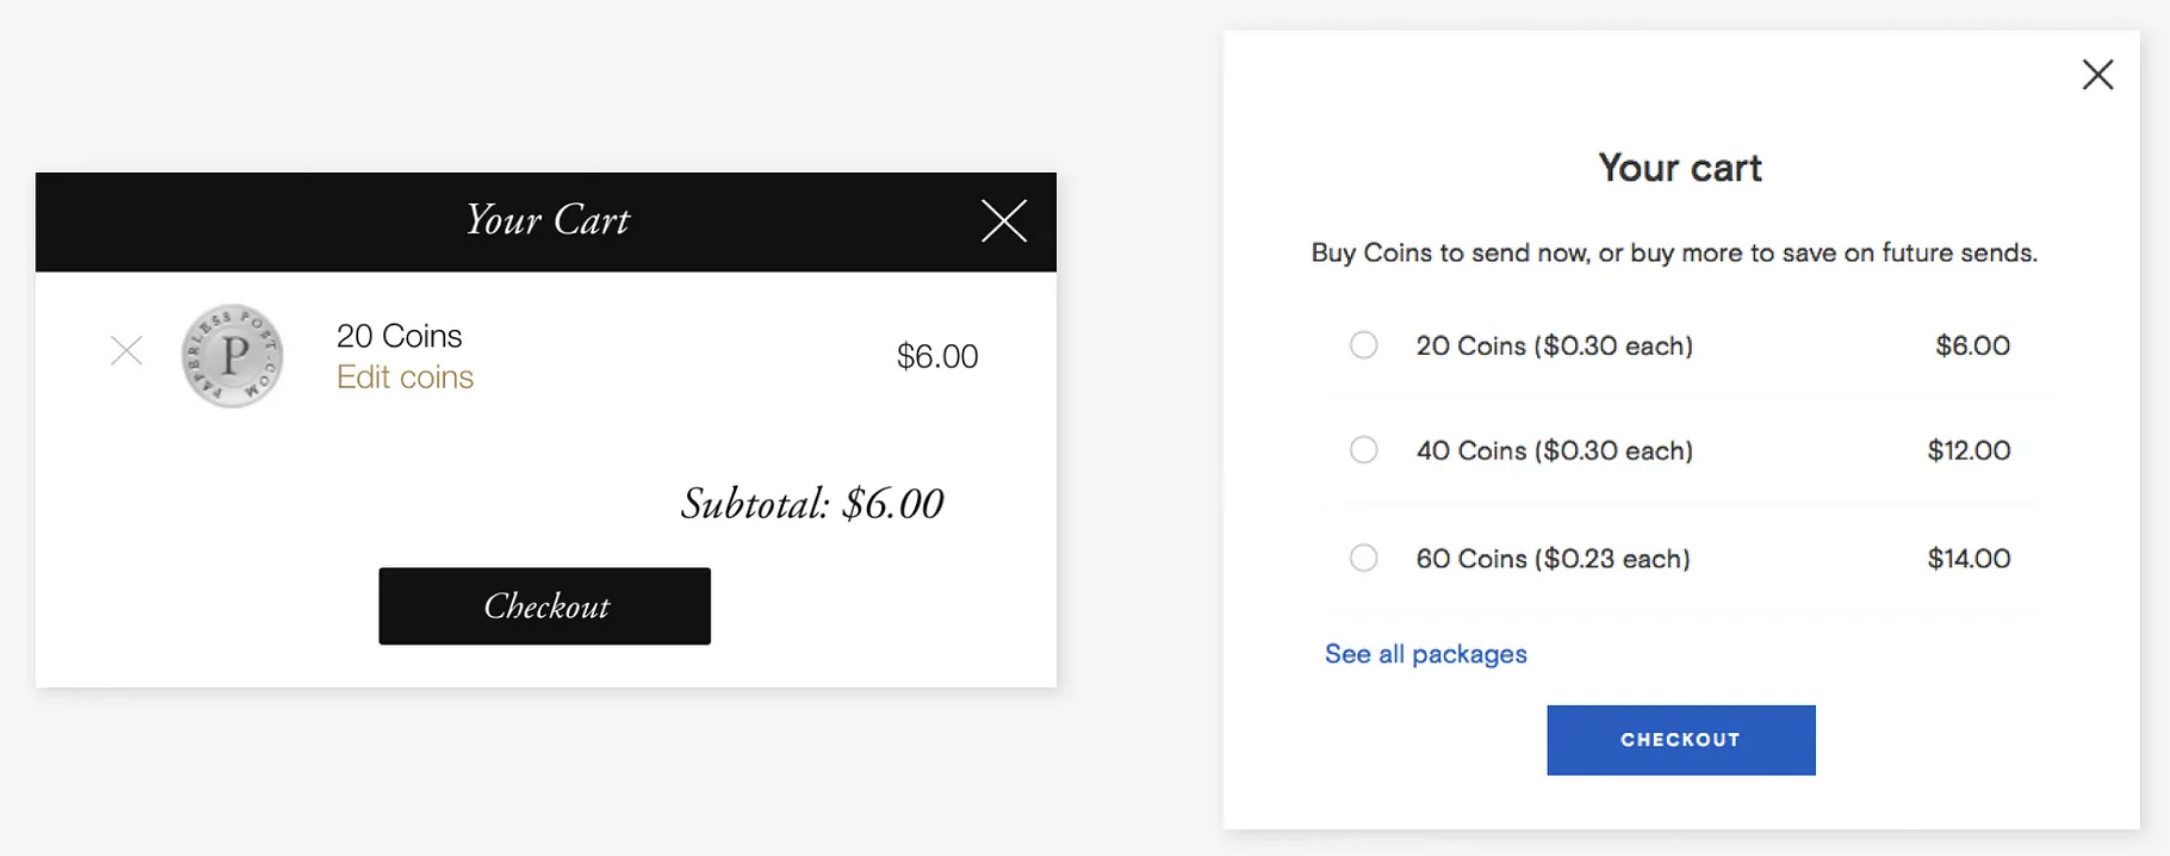 Your Cart
PAPERLESS POST.COM
P
20 Coins
Edit coins
$6.00
Subtotal: $6.00
Checkout
Your cart
Buy Coins to send now, or buy more to save on future sends.
20 Coins ($0.30 each) $6.00
40 Coins ($0.30 each) $12.00
60 Coins ($0.23 each) $14.00
See all packages
CHECKOUT